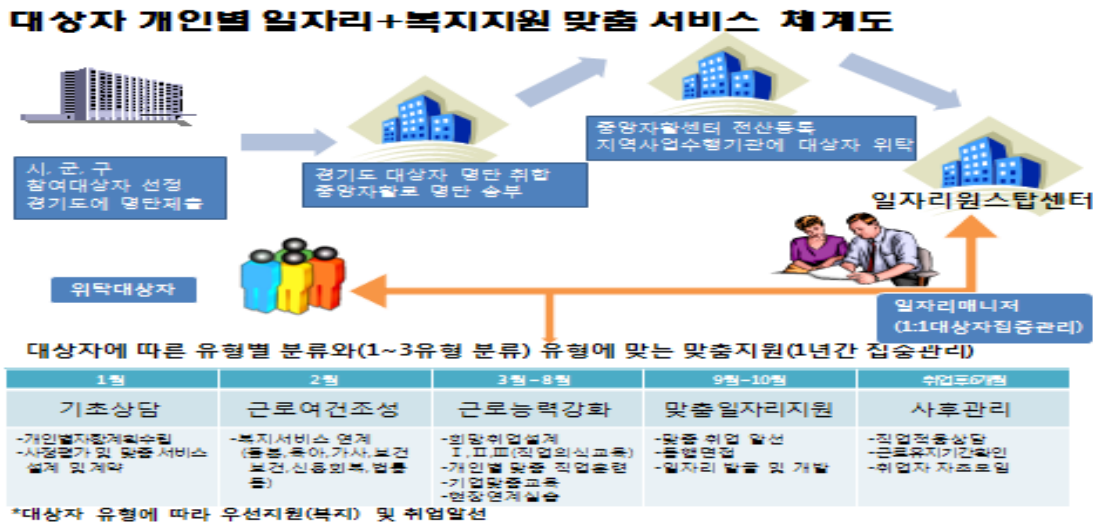 대상자 개인별 일자리+복지지원 맞춤 서비스 체계도
시, 군, 구
참여대상자 선정
경기도에 명단제출
경기도 대상자 명단 취합
중앙자활로 명단 송부
중앙자활센터 전산등록
지역사업수행기관에 대상자 위탁
일자리원스탑센터
위탁대상자
일자리매니저
(1:1대상자집중관리)
대상자에 따른 유형별 분류와(1~3유형 분류) 유형에 맞는 맞춤지원(1년간 집중관리)
1월
2월
3월-8월
9월-10월
취업후6개월
기초상담
근로여건조성
근로능력강화
맞춤일자리지원
사후관리
-개인별자활계획수립
-사정평가 및 맞춤 서비스
설계 및 계약
-복지서비스 연계
(돌봄,육아,가사,보건
보건,신용회복,법률
등)
-희망취업설계
Ⅰ,Ⅱ,Ⅲ(직업의식교육)
-개인별 맞춤 직업훈련
-기업맞춤교육
-현장연계실습
-맞춤 취업 알선
-동행면접
-일자리 발굴 및 개발
-직업적응상담
-근로유지기간확인
-취업자 자조모임
*대상자 유형에 따라 우선지원(복지) 및 취업알선